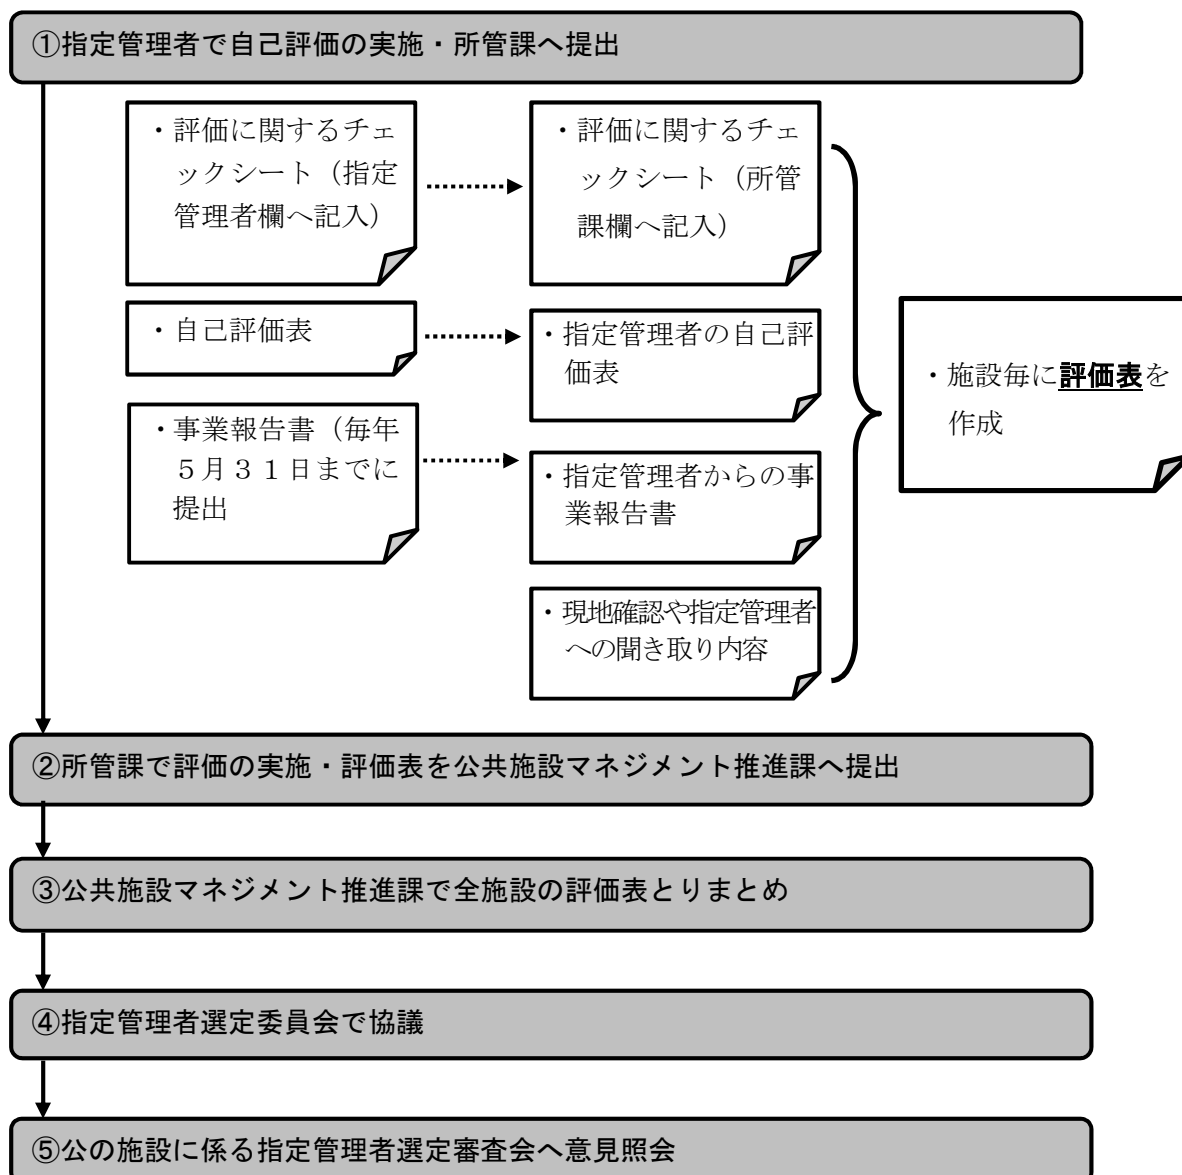 ①指定管理者で自己評価の実施・所管課へ提出
・評価に関するチェ
ックシート（指定
管理者欄へ記入）
・評価に関するチェ
ックシート（所管
課欄へ記入）
・自己評価表
・指定管理者の自己評
価表
・事業報告書（毎年
５月３１日までに
提出
・指定管理者からの事
業報告書
・現地確認や指定管理者
への聞き取り内容
・施設毎に評価表を
作成
②所管課で評価の実施・評価表を公共施設マネジメント推進課へ提出
③公共施設マネジメント推進課で全施設の評価表とりまとめ
④指定管理者選定委員会で協議
⑤公の施設に係る指定管理者選定審査会へ意見照会